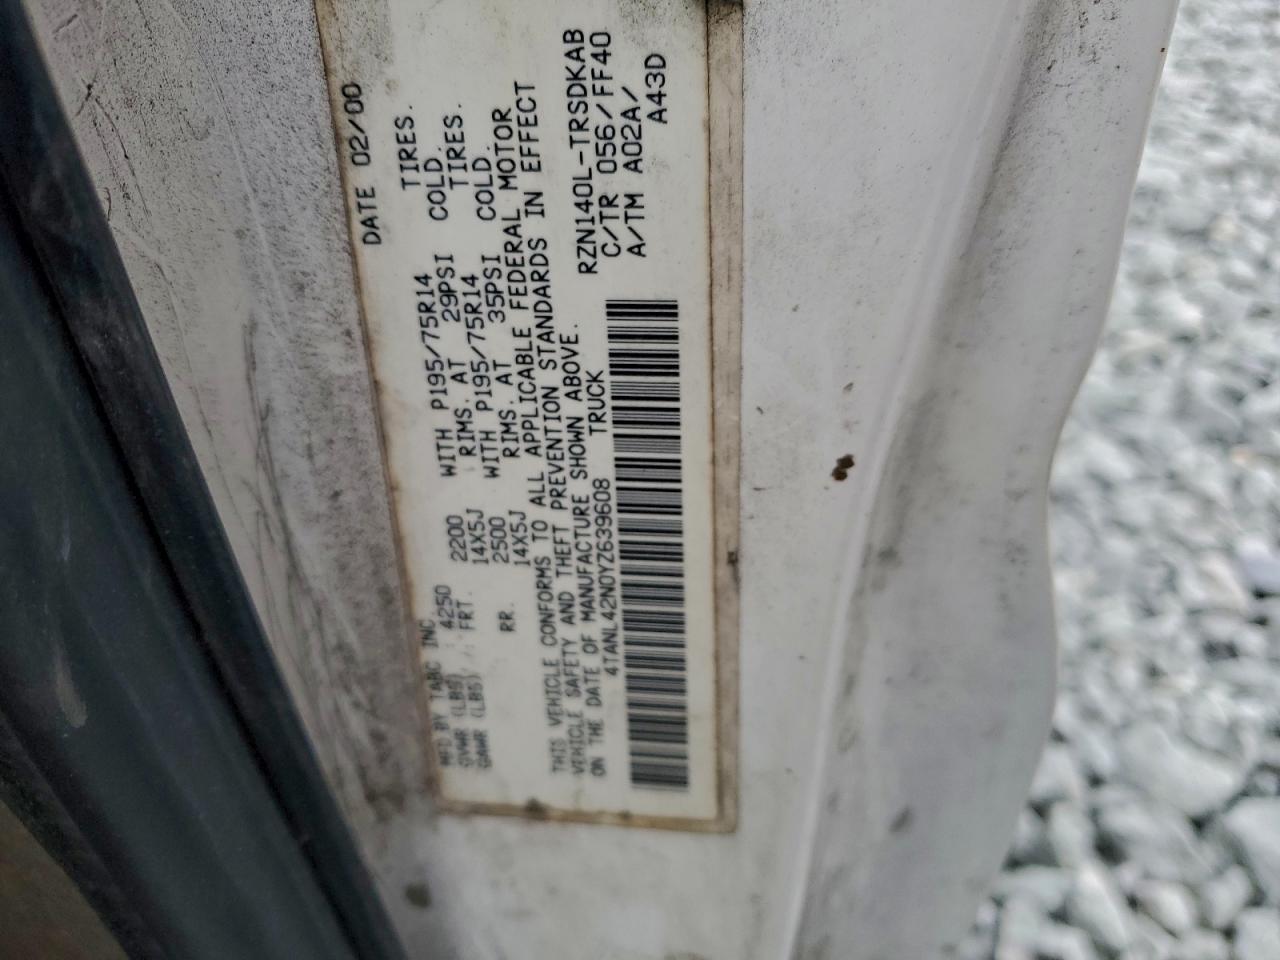 MFD BY TABC INC. DATE 02/00
GVWR (LBS) : 4250
GAWR (LBS) : FRT. 2200 WITH P195/75R14 TIRES.
14X5J RIMS. AT 29PSI COLD.
RR. 2500 WITH P195/75R14 TIRES.
14X5J RIMS. AT 35PSI COLD.
THIS VEHICLE CONFORMS TO ALL APPLICABLE FEDERAL MOTOR
VEHICLE SAFETY AND THEFT PREVENTION STANDARDS IN EFFECT
ON THE DATE OF MANUFACTURE SHOWN ABOVE.
4TANL42N0YZ639608 TRUCK
RZN140L-TRSDKAB
C/TR 056/FF40
A/TM A02A/
A43D